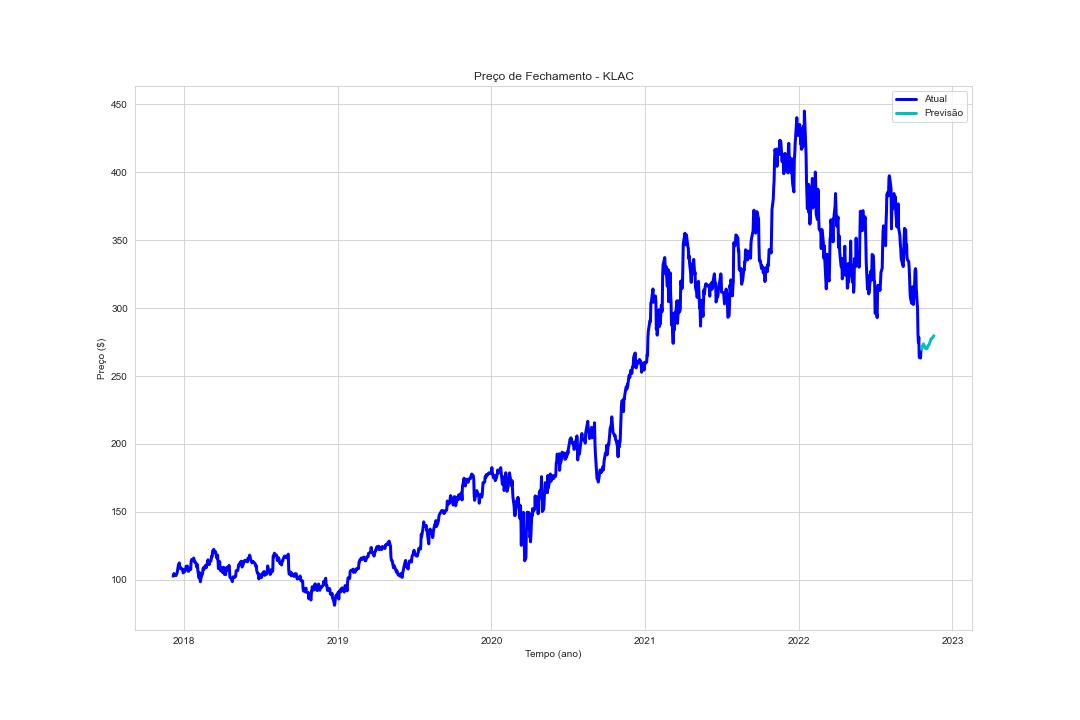 Preço de Fechamento - KLAC
Atual
Previsão
450
400
350
300
250
200
150
100
Preço ($)
2018 2019 2020 2021 2022 2023
Tempo (ano)